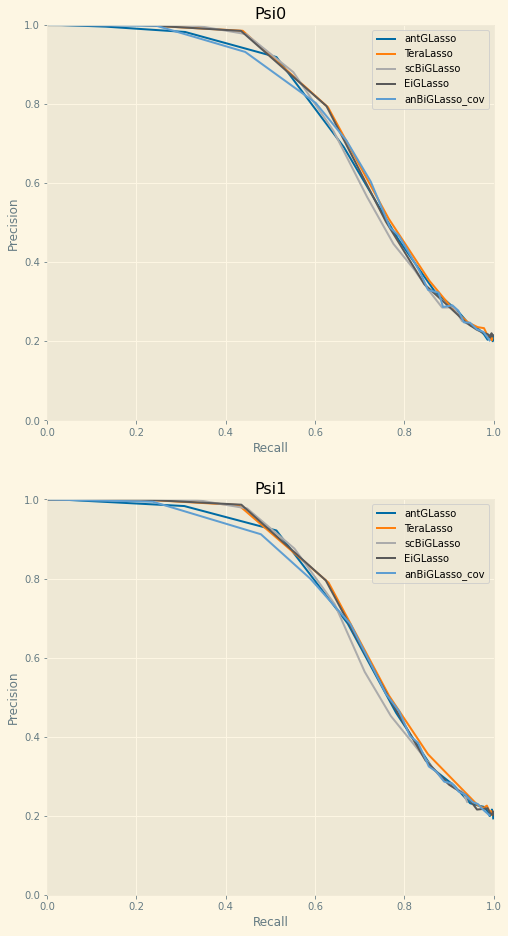 Psi0
1.0
0.8
0.6
0.4
0.2
0.0
Precision
antGLasso
TeraLasso
scBiGLasso
EiGLasso
anBiGLasso_cov
0.0 0.2 0.4 0.6 0.8 1.0
Recall
Psi1
1.0
0.8
0.6
0.4
0.2
0.0
Precision
antGLasso
TeraLasso
scBiGLasso
EiGLasso
anBiGLasso_cov
0.0 0.2 0.4 0.6 0.8 1.0
Recall